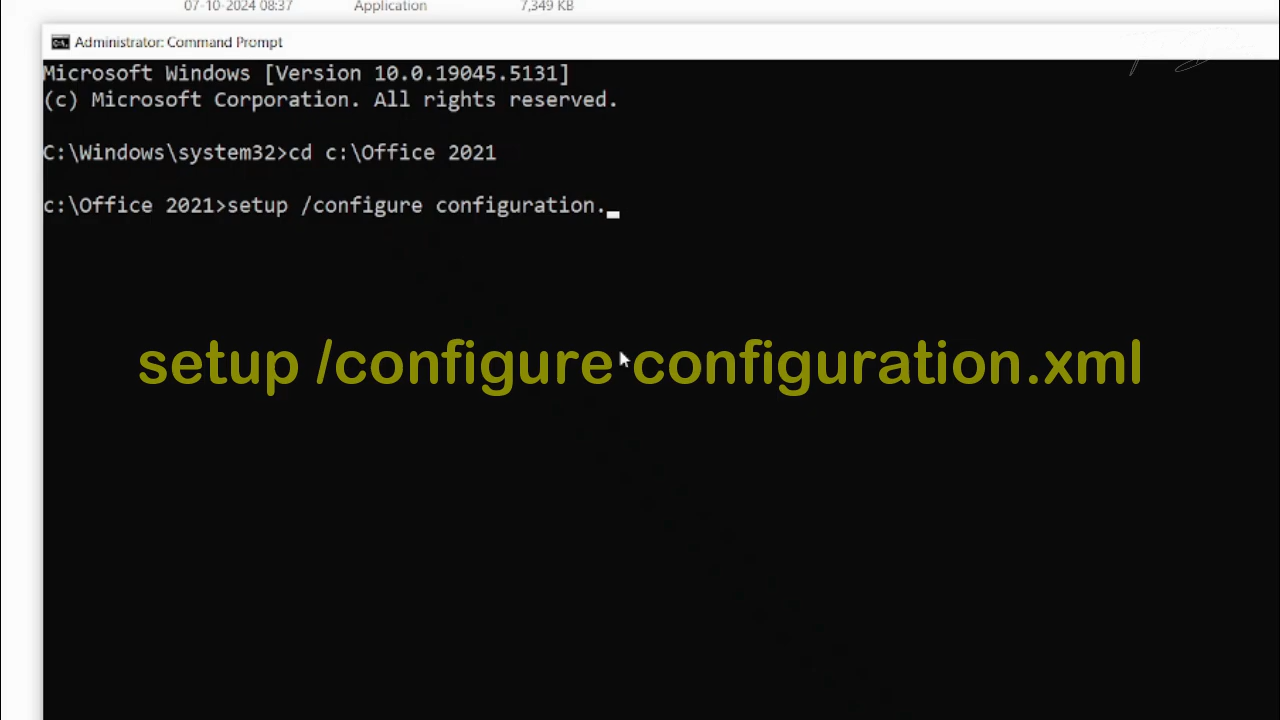 07-10-2024 08:37 Application 7,349 KB
Administrator: Command Prompt
Microsoft Windows [Version 10.0.19045.5131]
(c) Microsoft Corporation. All rights reserved.
C:\Windows\system32>cd c:\Office 2021
c:\Office 2021>setup /configure configuration.
setup /configure configuration.xml